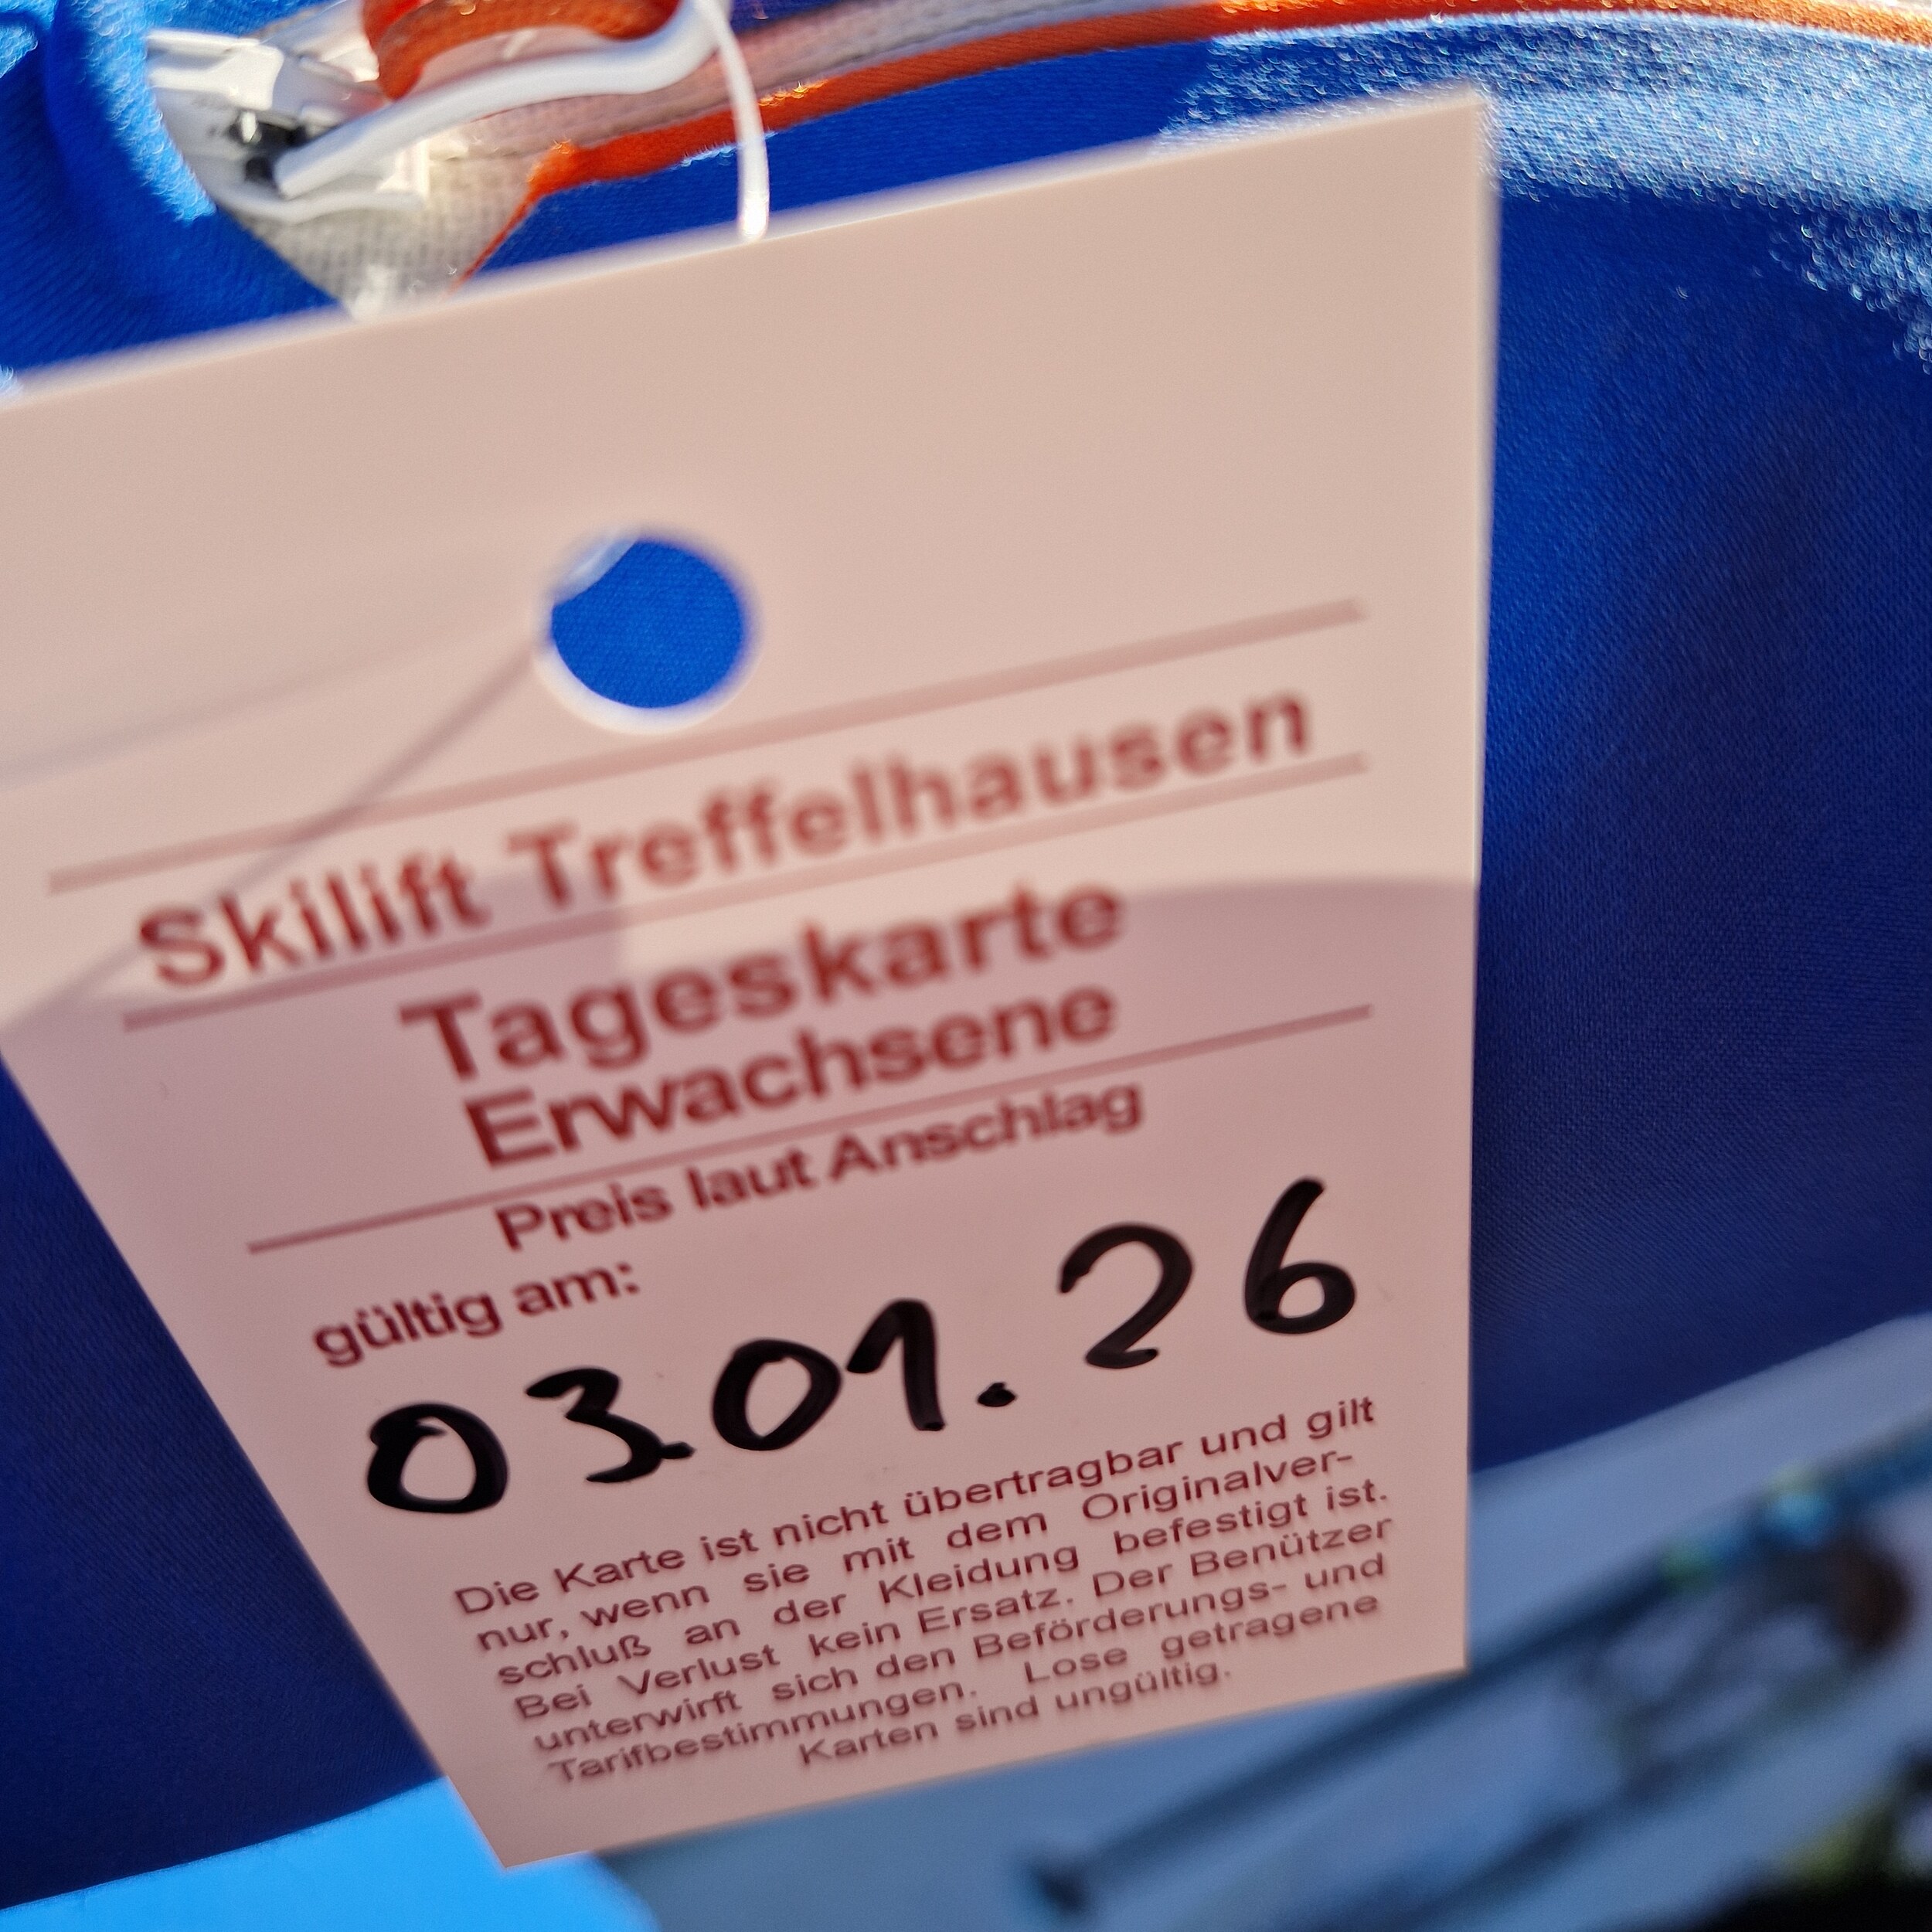 Skilift Treffelhausen
Tageskarte
Erwachsene
Preis laut Anschlag
gültig am:
03.01.26
Die Karte ist nicht übertragbar und gilt
nur, wenn sie mit dem Originalver-
schluß an der Kleidung befestigt ist.
Bei Verlust kein Ersatz. Der Benützer
unterwirft sich den Beförderungs- und
Tarifbestimmungen. Lose getragene
Karten sind ungültig.